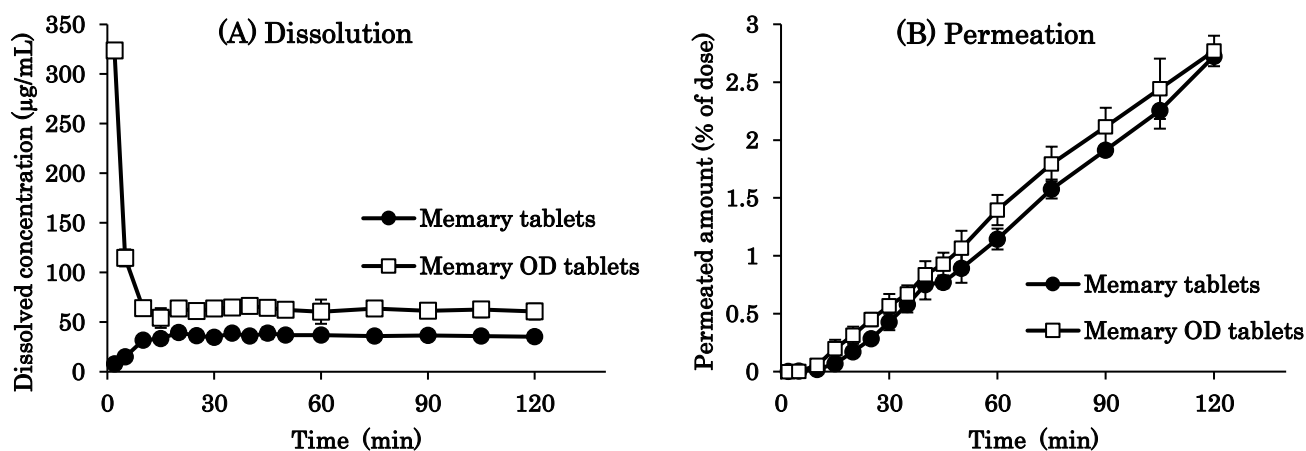 (A) Dissolution
Dissolved concentration (μg/mL)
350
300
250
200
150
100
50
0
Memary tablets
Memary OD tablets
0 30 60 90 120
Time (min)
(B) Permeation
Permeated amount (% of dose)
3
2.5
2
1.5
1
0.5
0
Memary tablets
Memary OD tablets
0 30 60 90 120
Time (min)